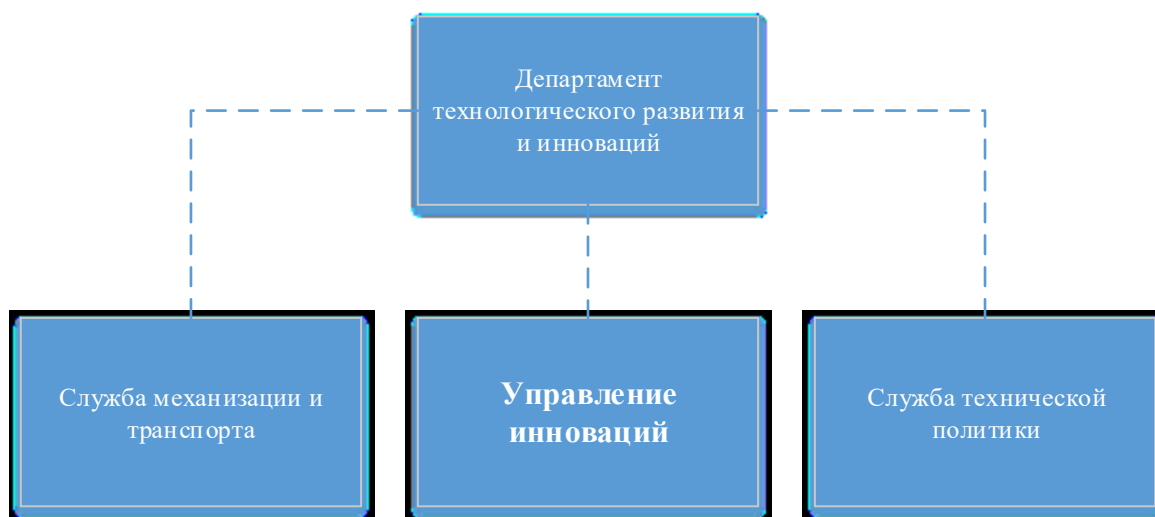 Департамент
технологического развития
и инноваций
Служба механизации и
транспорта
Управление
инноваций
Служба технической
политики